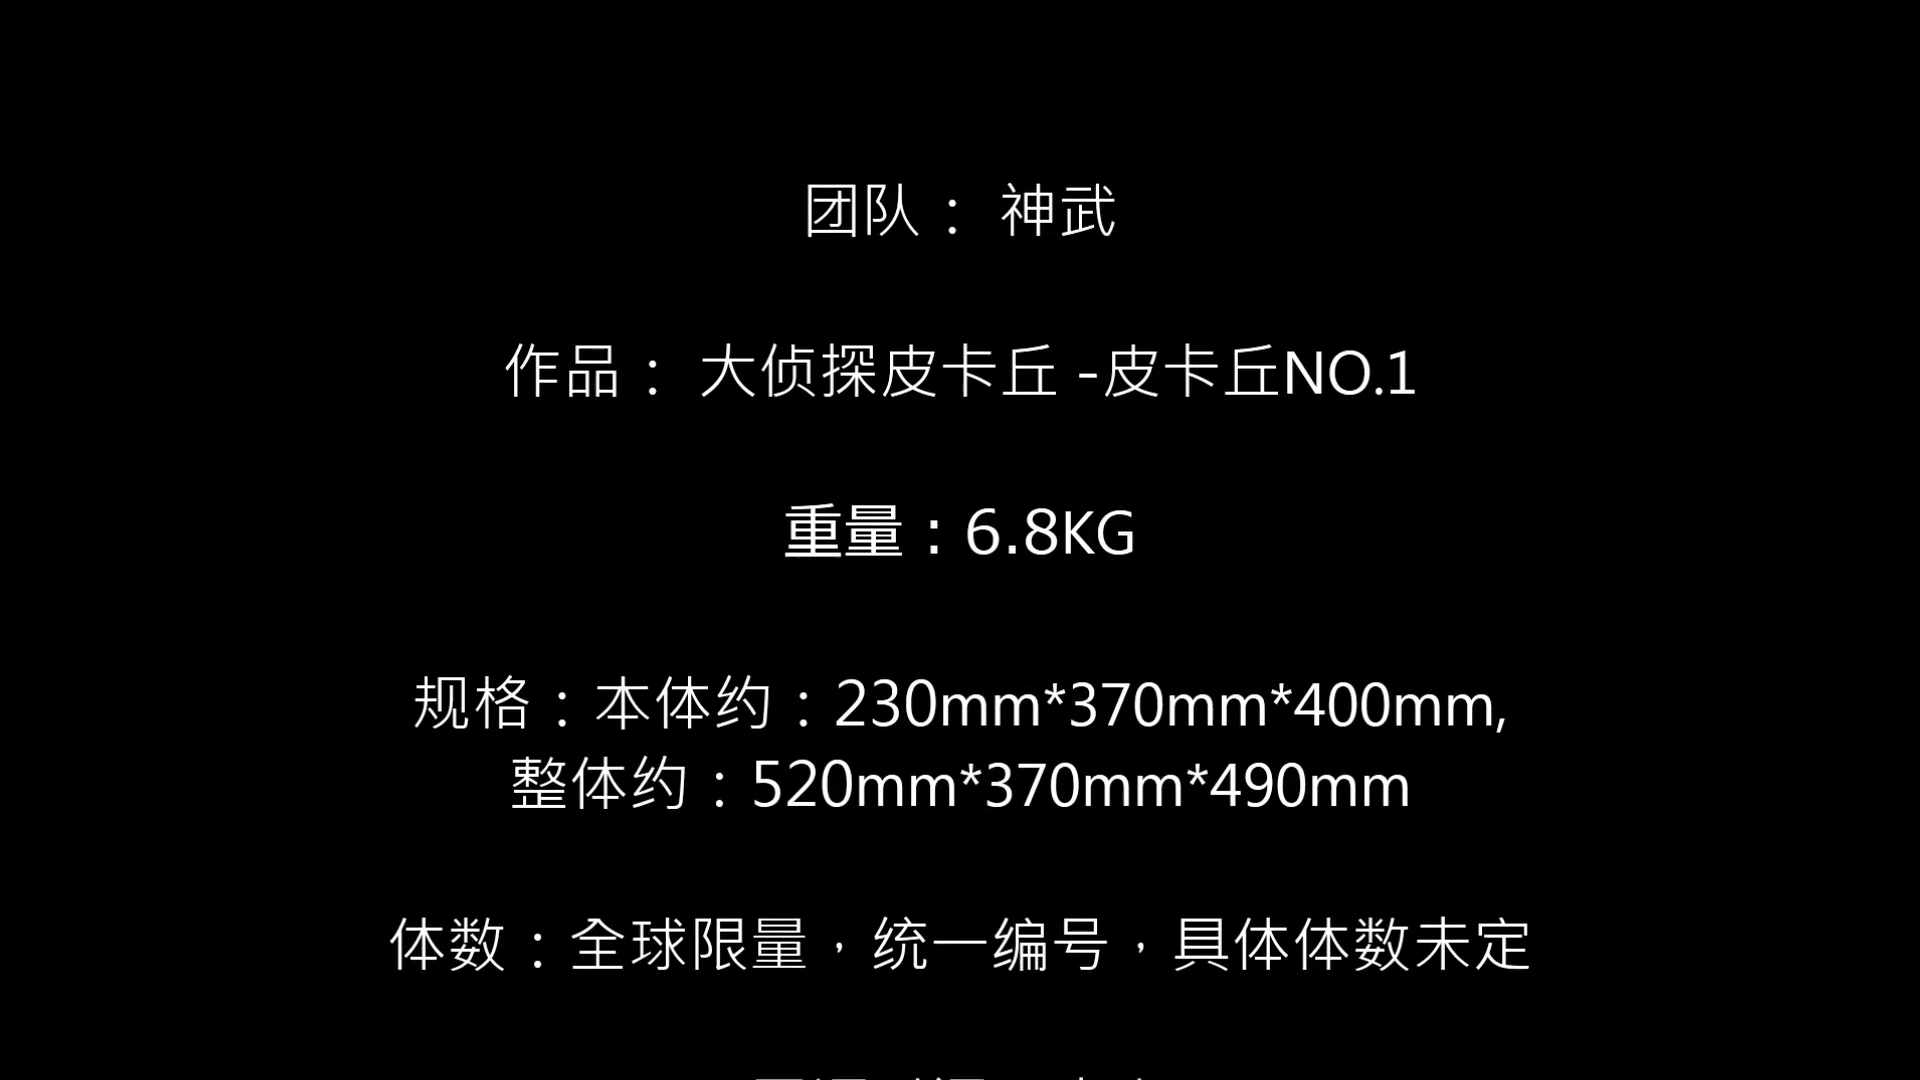 团队： 神武
作品： 大侦探皮卡丘 -皮卡丘NO.1
重量：6.8KG
规格：本体约：230mm*370mm*400mm,
整体约：520mm*370mm*490mm
体数：全球限量，统一编号，具体体数未定